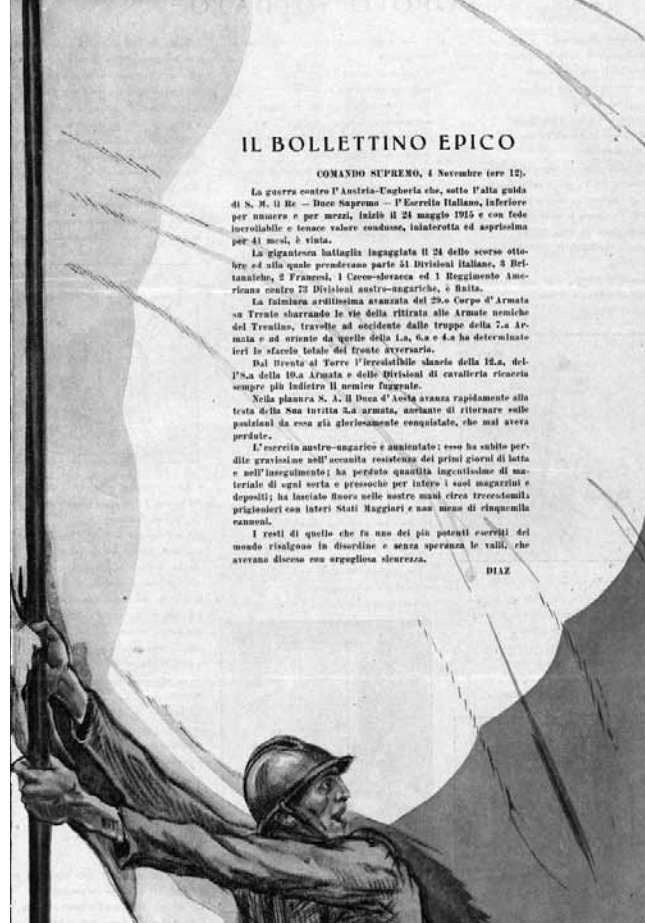 IL BOLLETTINO EPICO
COMANDO SUPREMO, 4 Novembre (ore 12).
La guerra contro l'Austria-Ungheria che, sotto l'alta guida
di S. M. il Re — Duce Supremo — l'Esercito Italiano, inferiore
per numero e per mezzi, iniziò il 24 maggio 1915 e con fede
incrollabile e tenace valore condusse, ininterotta ed asprissima
per 41 mesi, è vinta.
La gigantesca battaglia ingaggiata il 24 dello scorso otto-
bre ed alla quale prendevano parte 51 Divisioni italiane, 3 Bri-
tanniche, 2 Francesi, 1 Czeco-slovacca ed 1 Reggimento Ame-
ricano contro 73 Divisioni austro-ungariche, è finita.
La fulminea arditissima avanzata del 29.o Corpo d'Armata
su Trento sbarrando le vie della ritirata alle Armate nemiche
del Trentino, travolte ad occidente dalle truppe della 7.a Ar-
mata e ad oriente da quelle della 1.a, 6.a e 4.a ha determinato
ieri lo sfacelo totale del fronte avversario.
Dal Brenta al Torre l'irresistibile slancio della 12.a, del-
l'8.a della 10.a Armata e delle Divisioni di cavalleria ricaccia
sempre più indietro il nemico fuggente.
Nella pianura S. A. il Duca d'Aosta avanza rapidamente alla
testa della Sua invitta 3.a armata, anelante di ritornare sulle
posizioni da essa già gloriosamente conquistate, che mai aveva
perdute.
L'esercito austro-ungarico è annientato; esso ha subito per-
dite gravissime nell'accanita resistenza dei primi giorni di lotta
e nell'inseguimento; ha perduto quantità ingentissime di ma-
teriale di ogni sorta e pressochè per intero i suoi magazzini e
depositi; ha lasciato finora nelle nostre mani circa trecentomila
prigionieri con interi Stati Maggiori e non meno di cinquemila
cannoni.
I resti di quello che fu uno dei più potenti eserciti del
mondo risalgono in disordine e senza speranza le valli, che
avevano disceso con orgogliosa sicurezza.
DIAZ